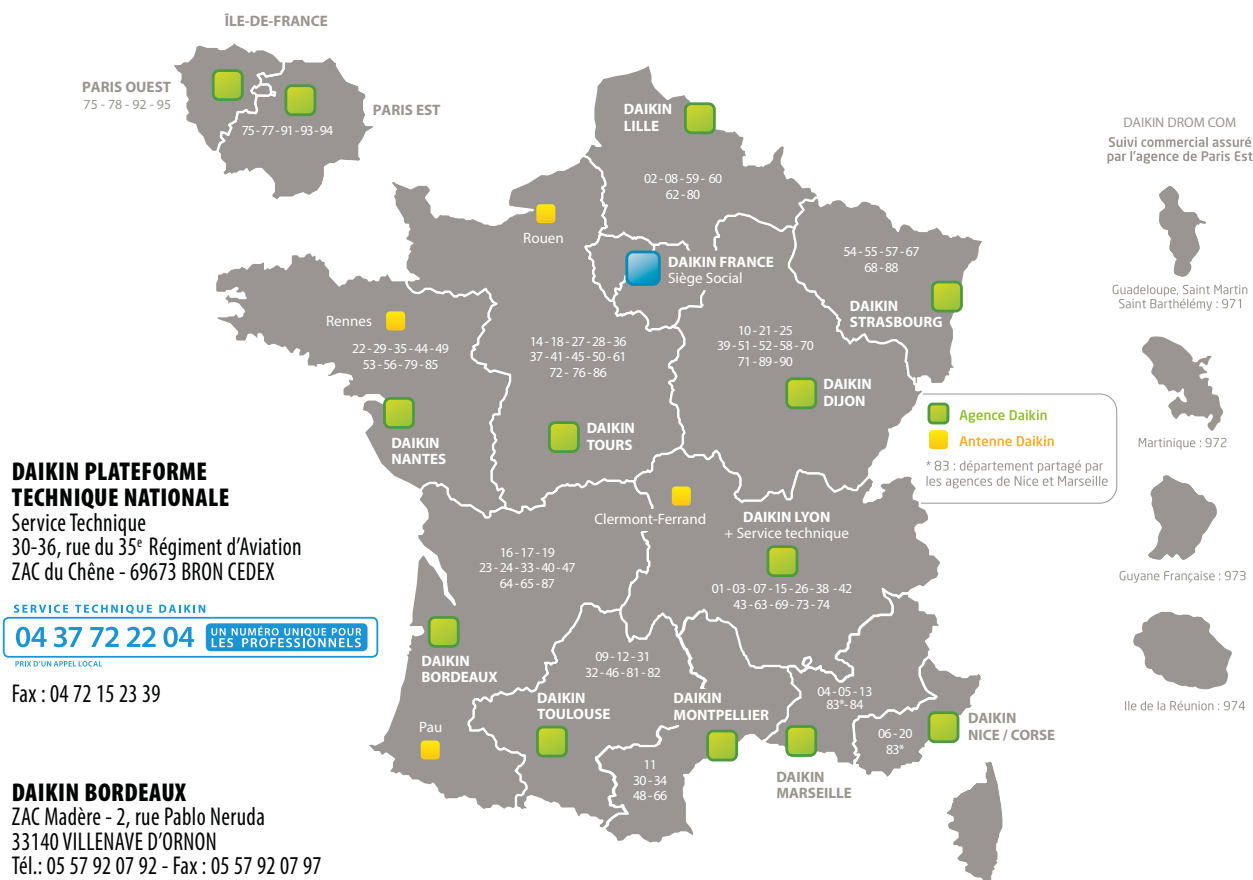 ÎLE-DE-FRANCE
PARIS OUEST
75 - 78 - 92 - 95
PARIS EST
75 - 77 - 91 - 93 - 94
DAIKIN
LILLE
02 - 08 - 59 - 60
62 - 80
Rouen
DAIKIN FRANCE
Siège Social
54 - 55 - 57 - 67
68 - 88
DAIKIN
STRASBOURG
Rennes
22 - 29 - 35 - 44 - 49
53 - 56 - 79 - 85
DAIKIN
NANTES
14 - 18 - 27 - 28 - 36
37 - 41 - 45 - 50 - 61
72 - 76 - 86
DAIKIN
TOURS
10 - 21 - 25
39 - 51 - 52 - 58 - 70
71 - 89 - 90
DAIKIN
DIJON
Agence Daikin
Antenne Daikin
* 83 : département partagé par
les agences de Nice et Marseille
DAIKIN DROM COM
Suivi commercial assuré
par l'agence de Paris Est
Guadeloupe, Saint Martin
Saint Barthélémy : 971
Martinique : 972
Guyane Française : 973
Ile de la Réunion : 974
Clermont-Ferrand
DAIKIN LYON
+ Service technique
01 - 03 - 07 - 15 - 26 - 38 - 42
43 - 63 - 69 - 73 - 74
16 - 17 - 19
23 - 24 - 33 - 40 - 47
64 - 65 - 87
DAIKIN
BORDEAUX
Pau
09 - 12 - 31
32 - 46 - 81 - 82
DAIKIN
TOULOUSE
DAIKIN
MONTPELLIER
11
30 - 34
48 - 66
04 - 05 - 13
83* - 84
DAIKIN
MARSEILLE
06 - 20
83*
DAIKIN
NICE / CORSE
DAIKIN PLATEFORME
TECHNIQUE NATIONALE
Service Technique
30-36, rue du 35e Régiment d'Aviation
ZAC du Chêne - 69673 BRON CEDEX
SERVICE TECHNIQUE DAIKIN
04 37 72 22 04
UN NUMÉRO UNIQUE POUR
LES PROFESSIONNELS
PRIX D'UN APPEL LOCAL
Fax : 04 72 15 23 39
DAIKIN BORDEAUX
ZAC Madère - 2, rue Pablo Neruda
33140 VILLENAVE D'ORNON
Tél.: 05 57 92 07 92 - Fax : 05 57 92 07 97